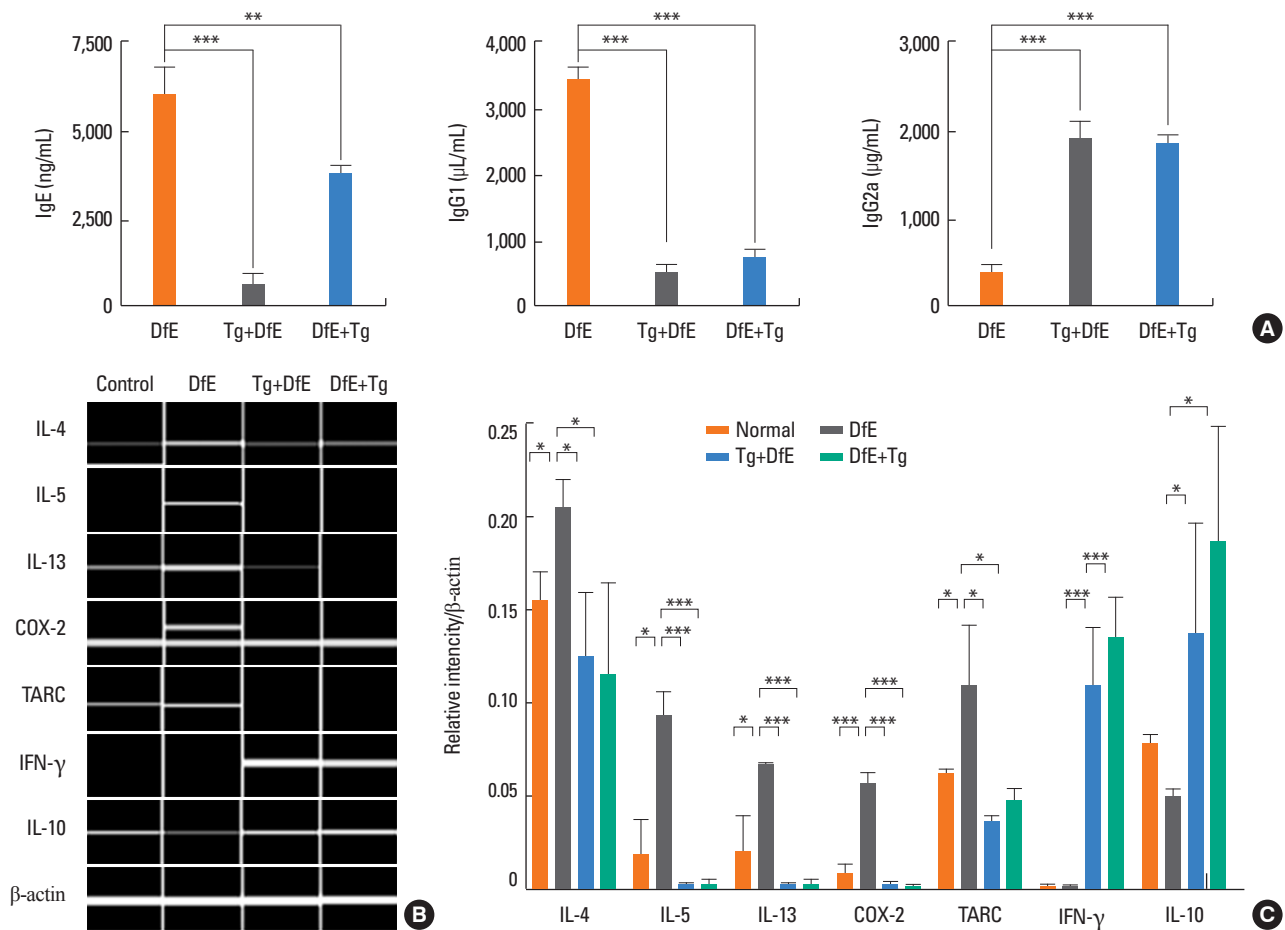 **
***
7,500
5,000
2,500
0
IgE (ng/mL)
DfE Tg+DfE DfE+Tg
***
***
4,000
3,000
2,000
1,000
0
IgG1 (μL/mL)
DfE Tg+DfE DfE+Tg
***
***
3,000
2,000
1,000
0
IgG2a (μg/mL)
DfE Tg+DfE DfE+Tg
A
Control DfE Tg+DfE DfE+Tg
IL-4
IL-5
IL-13
COX-2
TARC
IFN-γ
IL-10
β-actin
B
Normal DfE
Tg+DfE DfE+Tg
0.25
0.20
0.15
0.10
0.05
0
Relative intencity/β-actin
* * *
* *** ***
* *** ***
*** *** ***
* * *
*** ***
* *
IL-4 IL-5 IL-13 COX-2 TARC IFN-γ IL-10
C